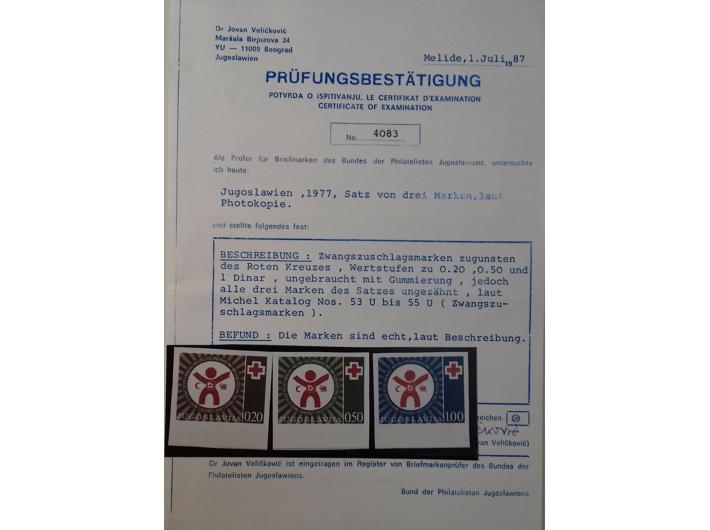 Dr Jovan Veličković
Maršala Birjuzova 34
YU — 11000 Beograd
Jugoslawien
Melide, 1.Juli 1987
PRÜFUNGSBESTÄTIGUNG
POTVRDA O ISPITIVANJU, LE CERTIFIKAT D'EXAMINATION
CERTIFICATE OF EXAMINATION
No. 4083
Als Prüfer für Briefmarken des Bundes der Philatelisten Jugoslawiens, untersuchte
ich heute:
Jugoslawien ,1977, Satz von drei Marken,laut
Photokopie.
und stellte folgendes fest:
BESCHREIBUNG : Zwangszuschlagsmarken zugunsten
des Roten Kreuzes , Wertstufen zu 0.20 ,0.50 und
1 Dinar , ungebraucht mit Gummierung , jedoch
alle drei Marken des Satzes ungezähnt , laut
Michel Katalog Nos. 53 U bis 55 U ( Zwangszu-
schlagsmarken ).
BEFUND : Die Marken sind echt,laut Beschreibung.
JUGOSLAVIJA 0.20
JUGOSLAVIJA 0.50
JUGOSLAVIJA 1.00
zeichen
van Veličković)
Dr Jovan Veličković ist eingetragen im Register von Briefmarkenprüfer des Bundes der
Filatelisten Jugoslawiens.
Bund der Philatelisten Jugoslawiens